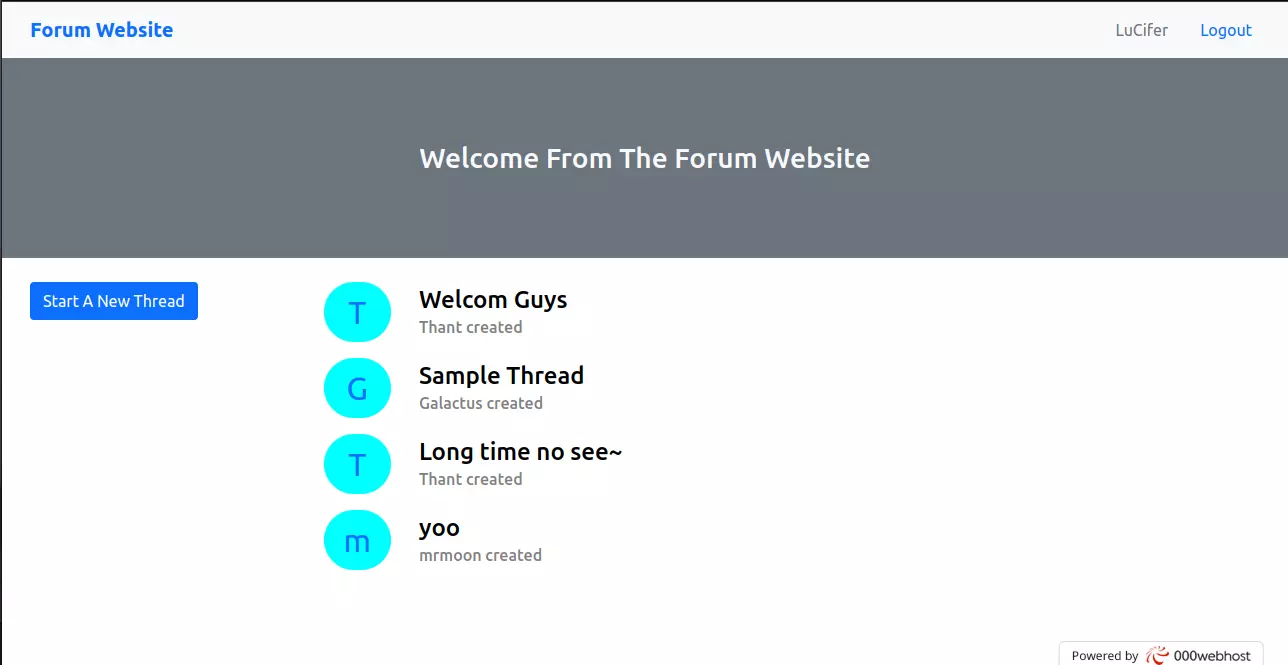 Forum Website
LuCifer
Logout
Welcome From The Forum Website
Start A New Thread
T
Welcom Guys
Thant created
G
Sample Thread
Galactus created
T
Long time no see~
Thant created
m
yoo
mrmoon created
Powered by 000webhost